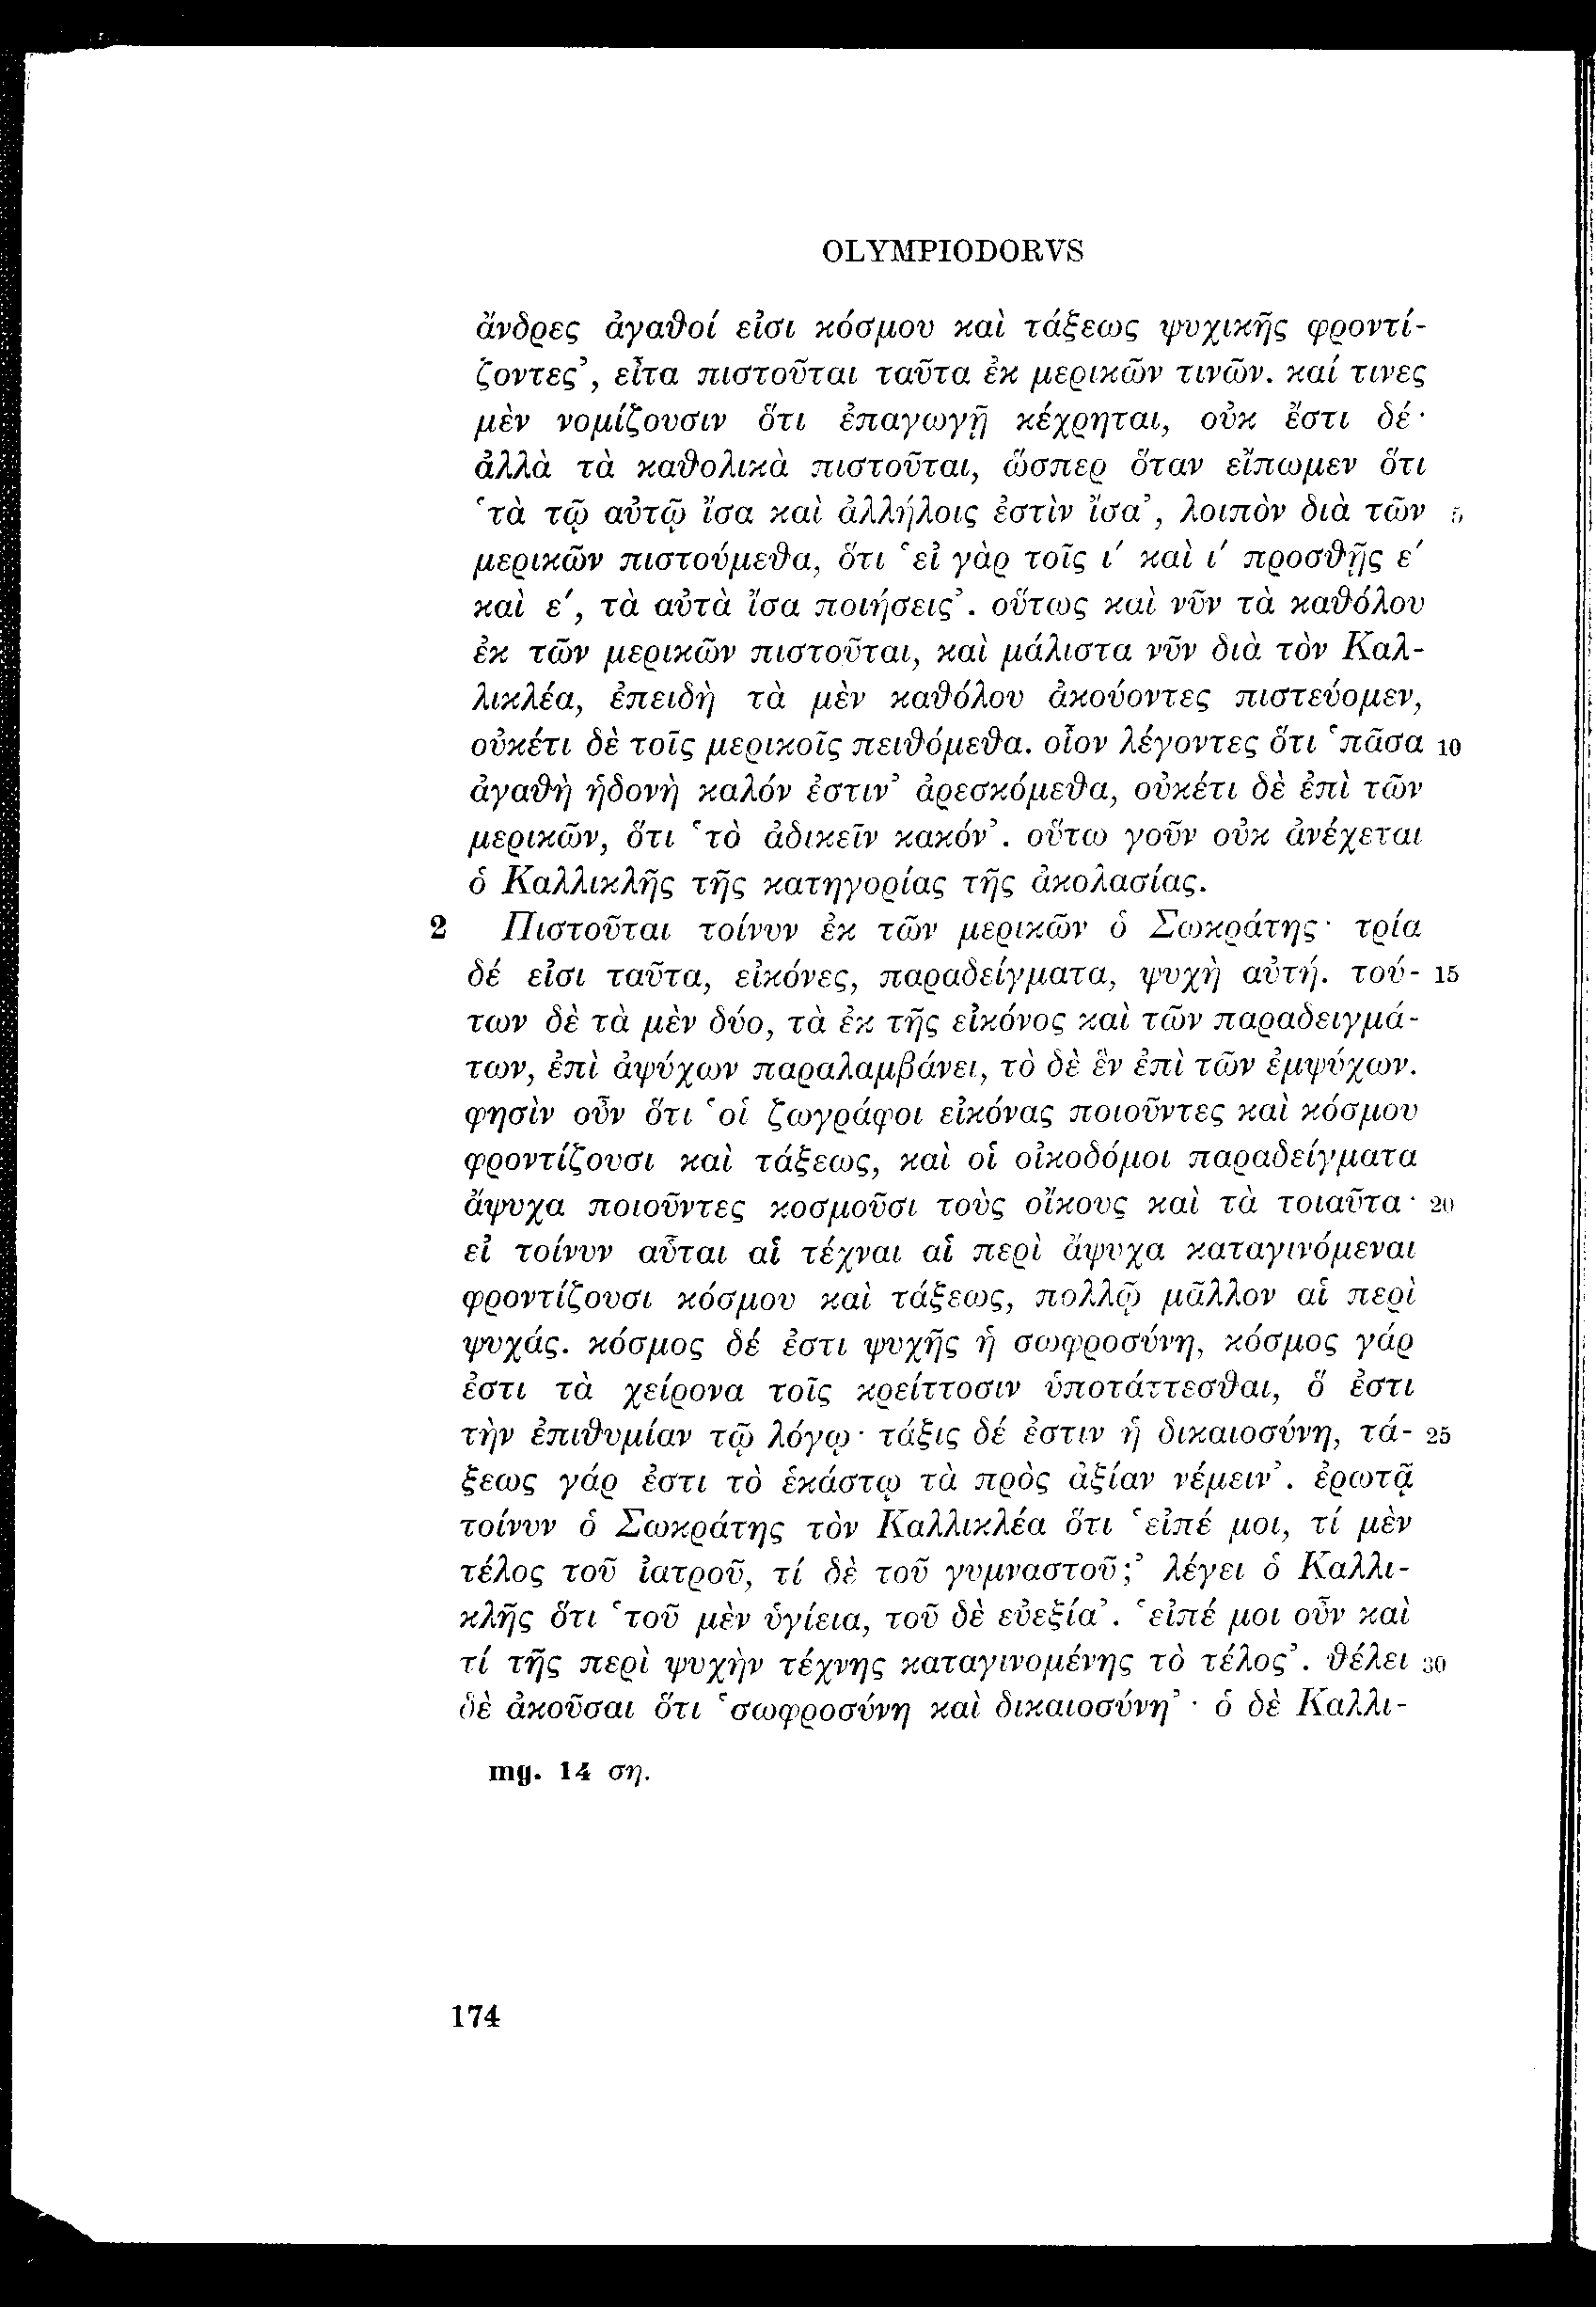 OLYMPIODORVS
ἄνδρες ἀγαθοί εἰσι κόσμου καὶ τάξεως ψυχικῆς φροντί-
ζοντες’, εἶτα πιστοῦται ταῦτα ἐκ μερικῶν τινῶν. καί τινες
μὲν νομίζουσιν ὅτι ἐπαγωγῇ κέχρηται, οὐκ ἔστι δέ·
ἀλλὰ τὰ καθολικὰ πιστοῦται, ὥσπερ ὅταν εἴπωμεν ὅτι
‘τὰ τῷ αὐτῷ ἴσα καὶ ἀλλήλοις ἐστὶν ἴσα’, λοιπὸν διὰ τῶν 5
μερικῶν πιστούμεθα, ὅτι ‘εἰ γὰρ τοῖς ι′ καὶ ι′ προσθῇς ε′
καὶ ε′, τὰ αὐτὰ ἴσα ποιήσεις’. οὕτως καὶ νῦν τὰ καθόλου
ἐκ τῶν μερικῶν πιστοῦται, καὶ μάλιστα νῦν διὰ τὸν Καλ-
λικλέα, ἐπειδὴ τὰ μὲν καθόλου ἀκούοντες πιστεύομεν,
οὐκέτι δὲ τοῖς μερικοῖς πειθόμεθα. οἷον λέγοντες ὅτι ‘πᾶσα 10
ἀγαθὴ ἡδονὴ καλόν ἐστιν’ ἀρεσκόμεθα, οὐκέτι δὲ ἐπὶ τῶν
μερικῶν, ὅτι ‘τὸ ἀδικεῖν κακόν’. οὕτω γοῦν οὐκ ἀνέχεται
ὁ Καλλικλῆς τῆς κατηγορίας τῆς ἀκολασίας.
2 Πιστοῦται τοίνυν ἐκ τῶν μερικῶν ὁ Σωκράτης· τρία
δέ εἰσι ταῦτα, εἰκόνες, παραδείγματα, ψυχὴ αὐτή. τού- 15
των δὲ τὰ μὲν δύο, τὰ ἐκ τῆς εἰκόνος καὶ τῶν παραδειγμά-
των, ἐπὶ ἀψύχων παραλαμβάνει, τὸ δὲ ἓν ἐπὶ τῶν ἐμψύχων.
φησὶν οὖν ὅτι ‘οἱ ζωγράφοι εἰκόνας ποιοῦντες καὶ κόσμου
φροντίζουσι καὶ τάξεως, καὶ οἱ οἰκοδόμοι παραδείγματα
ἄψυχα ποιοῦντες κοσμοῦσι τοὺς οἴκους καὶ τὰ τοιαῦτα· 20
εἰ τοίνυν αὗται αἱ τέχναι αἱ περὶ ἄψυχα καταγινόμεναι
φροντίζουσι κόσμου καὶ τάξεως, πολλῷ μᾶλλον αἱ περὶ
ψυχάς. κόσμος δέ ἐστι ψυχῆς ἡ σωφροσύνη, κόσμος γάρ
ἐστι τὰ χείρονα τοῖς κρείττοσιν ὑποτάττεσθαι, ὅ ἐστι
τὴν ἐπιθυμίαν τῷ λόγῳ· τάξις δέ ἐστιν ἡ δικαιοσύνη, τά- 25
ξεως γάρ ἐστι τὸ ἑκάστῳ τὰ πρὸς ἀξίαν νέμειν’. ἐρωτᾷ
τοίνυν ὁ Σωκράτης τὸν Καλλικλέα ὅτι ‘εἰπέ μοι, τί μὲν
τέλος τοῦ ἰατροῦ, τί δὲ τοῦ γυμναστοῦ;’ λέγει ὁ Καλλι-
κλῆς ὅτι ‘τοῦ μὲν ὑγίεια, τοῦ δὲ εὐεξία’. ‘εἰπέ μοι οὖν καὶ
τί τῆς περὶ ψυχὴν τέχνης καταγινομένης τὸ τέλος’. θέλει 30
δὲ ἀκοῦσαι ὅτι ‘σωφροσύνη καὶ δικαιοσύνη’· ὁ δὲ Καλλι-
mg. 14 ση.
174